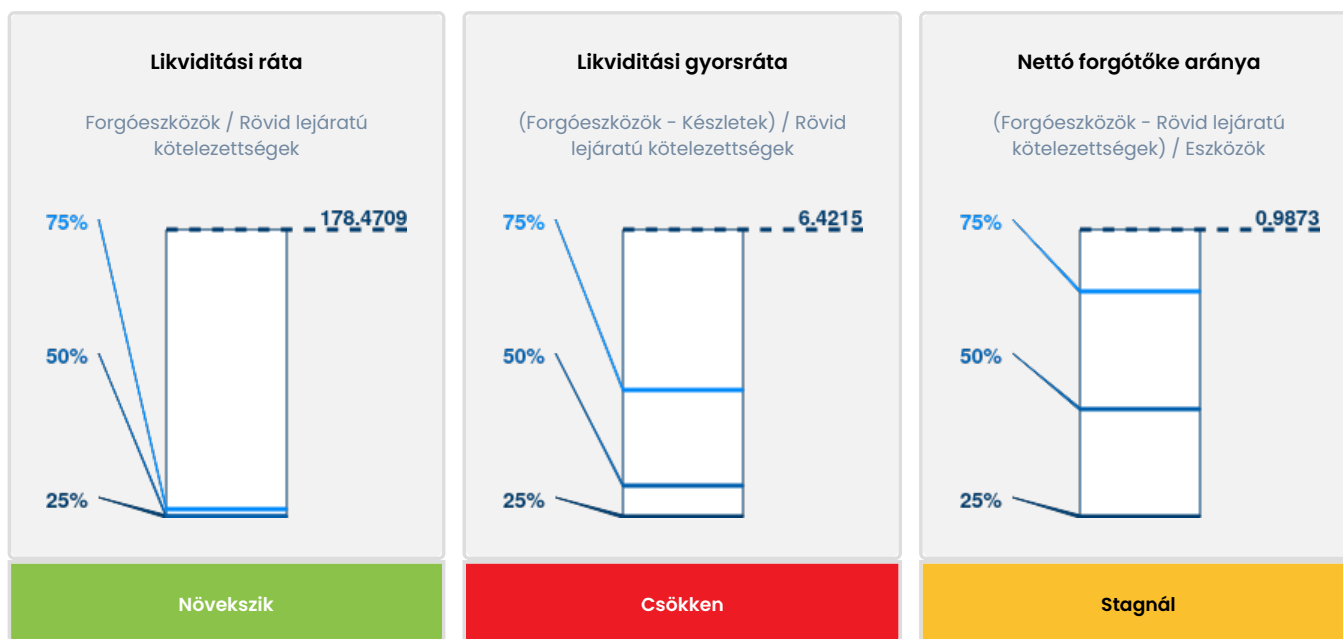 Likviditási ráta
Forgóeszközök / Rövid lejáratú
kötelezettségek
75%
178.4709
50%
25%
Növekszik
Likviditási gyorsráta
(Forgóeszközök - Készletek) / Rövid
lejáratú kötelezettségek
75%
6.4215
50%
25%
Csökken
Nettó forgótőke aránya
(Forgóeszközök - Rövid lejáratú
kötelezettségek) / Eszközök
75%
0.9873
50%
25%
Stagnál